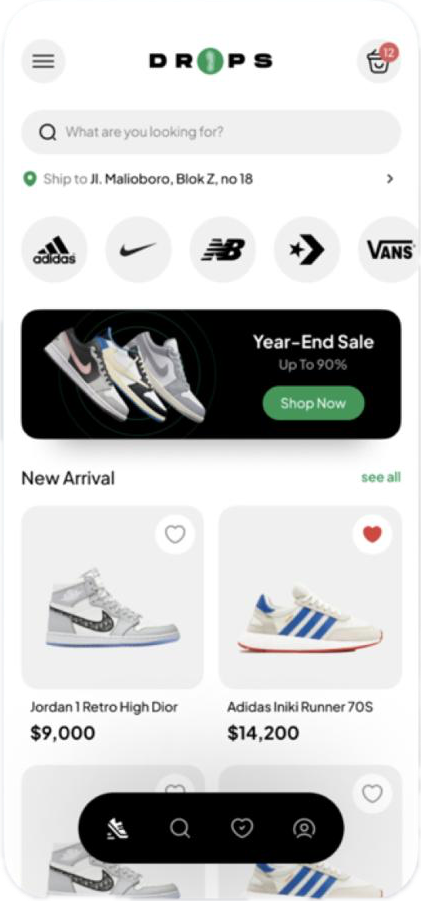 DROPS
12
What are you looking for?
Ship to Jl. Malioboro, Blok Z, no 18
adidas
NB
VANS
Year-End Sale
Up To 90%
Shop Now
New Arrival
see all
Jordan 1 Retro High Dior
Adidas Iniki Runner 70S
$9,000
$14,200